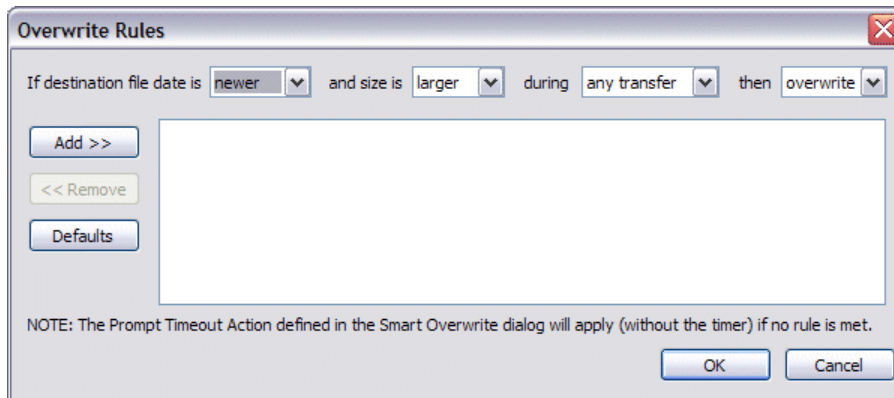 Overwrite Rules
If destination file date is newer and size is larger during any transfer then overwrite
Add >>
<< Remove
Defaults
NOTE: The Prompt Timeout Action defined in the Smart Overwrite dialog will apply (without the timer) if no rule is met.
OK Cancel